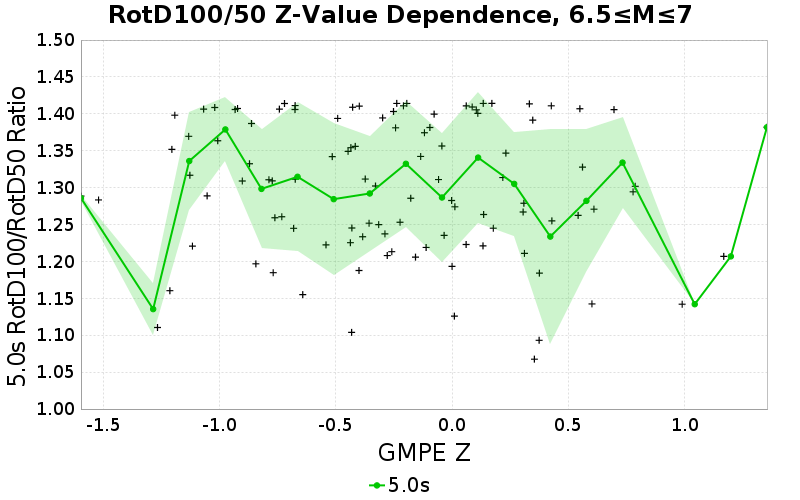 RotD100/50 Z-Value Dependence, 6.5≤M≤7
5.0s RotD100/RotD50 Ratio
1.50
1.45
1.40
1.35
1.30
1.25
1.20
1.15
1.10
1.05
1.00
-1.5 -1.0 -0.5 0.0 0.5 1.0
GMPE Z
5.0s